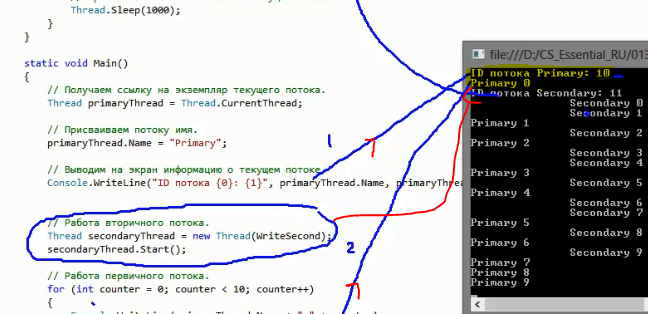 Thread.Sleep(1000);
}
}
static void Main()
{
// Получаем ссылку на экземпляр текущего потока.
Thread primaryThread = Thread.CurrentThread;
// Присваиваем потоку имя.
primaryThread.Name = "Primary";
// Выводим на экран информацию о текущем потоке
Console.WriteLine("ID потока {0}: {1}", primaryThread.Name, primaryThrea
// Работа вторичного потока.
Thread secondaryThread = new Thread(WriteSecond);
secondaryThread.Start();
// Работа первичного потока.
for (int counter = 0; counter < 10; counter++)
{
1
2
file:///D:/CS_Essential_RU/013
ID потока Primary: 10
Primary 0
ID потока Secondary: 11
Secondary 0
Secondary 1
Primary 1
Secondary 2
Primary 2
Secondary 3
Secondary 4
Primary 3
Secondary 5
Primary 4
Secondary 6
Secondary 7
Primary 5
Secondary 8
Primary 6
Secondary 9
Primary 7
Primary 8
Primary 9